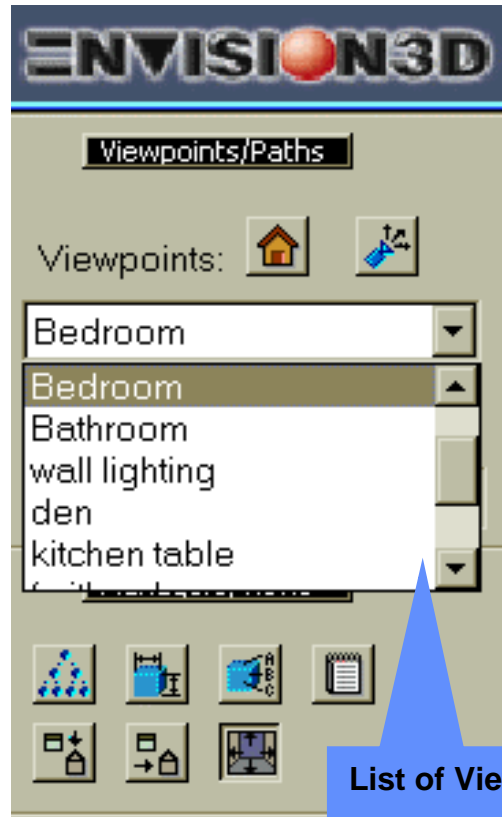 ENVISION3D
Viewpoints/Paths
Viewpoints:
Bedroom
Bedroom
Bathroom
wall lighting
den
kitchen table
A
B
C
List of Vie